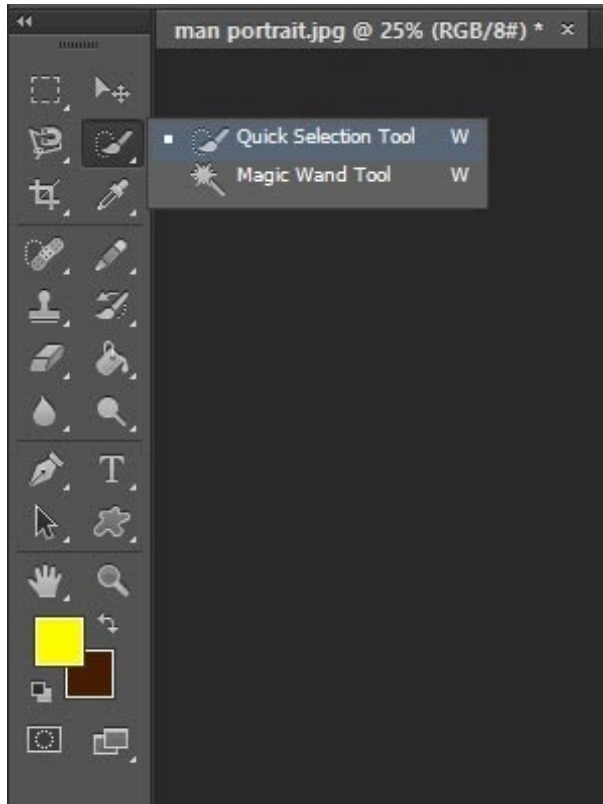 man portrait.jpg @ 25% (RGB/8#) * ×
Quick Selection Tool W
Magic Wand Tool W
T